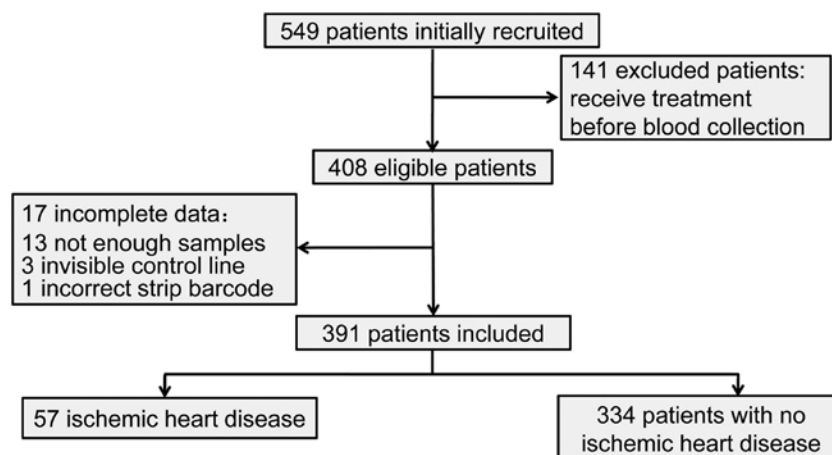 549 patients initially recruited
141 excluded patients:
receive treatment
before blood collection
408 eligible patients
17 incomplete data：
13 not enough samples
3 invisible control line
1 incorrect strip barcode
391 patients included
57 ischemic heart disease
334 patients with no
ischemic heart disease